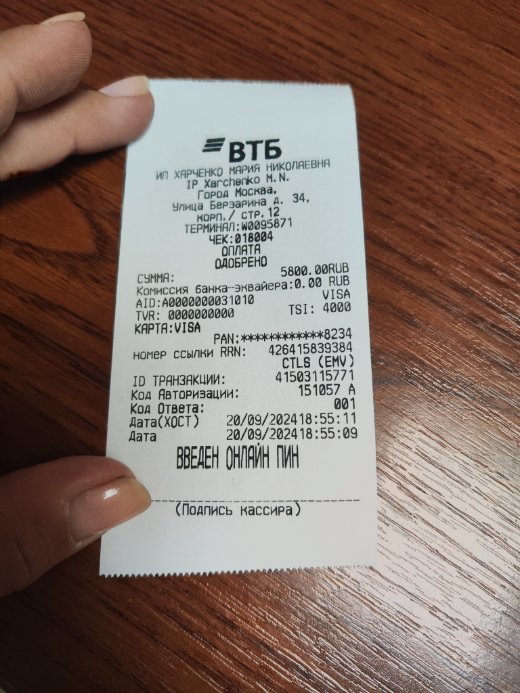 ВТБ
ИП ХАРЧЕНКО МАРИЯ НИКОЛАЕВНА
IP Xarchenko M.N.
Город Москва,
Улица Берзарина д. 34,
корп./ стр.12
ТЕРМИНАЛ:W0095871
ЧЕК:018004
ОПЛАТА
ОДОБРЕНО
СУММА: 5800.00RUB
Комиссия банка-эквайера:0.00 RUB
AID:A0000000031010 VISA
TVR: 0000000000 TSI: 4000
КАРТА:VISA
PAN:************8234
номер ссылки RRN: 426415839384
CTLS (EMV)
ID ТРАНЗАКЦИИ: 41503115771
Код Авторизации: 151057 A
Код Ответа: 001
Дата(ХОСТ) 20/09/202418:55:11
Дата 20/09/202418:55:09
ВВЕДЕН ОНЛАЙН ПИН
(Подпись кассира)